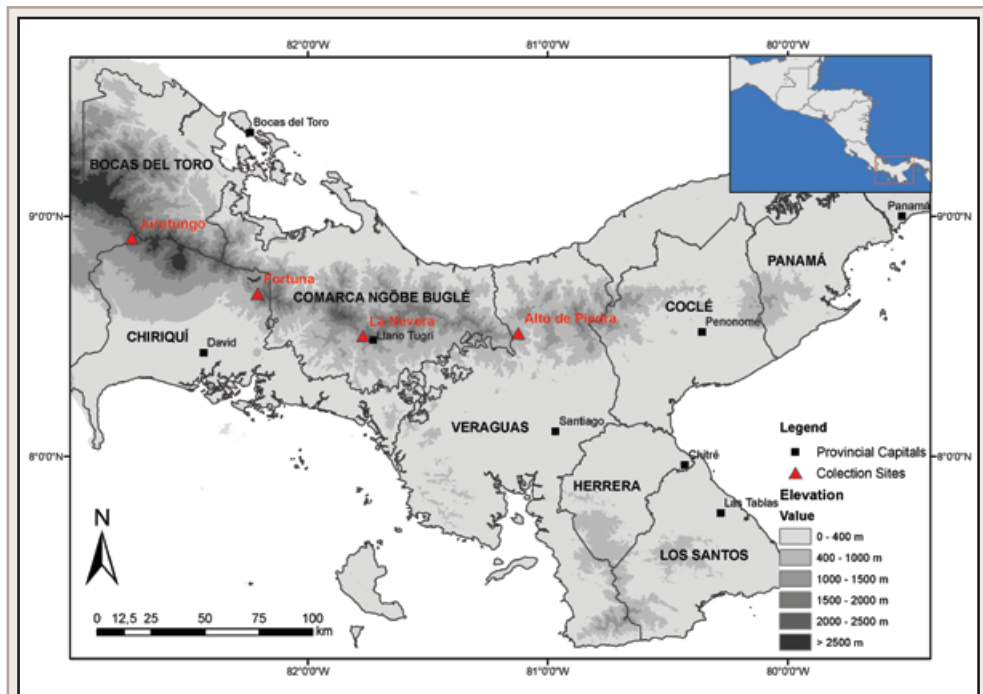 82°0'0"W 81°0'0"W 80°0'0"W
Bocas del Toro
BOCAS DEL TORO
9°0'0"N 9°0'0"N
Panamá
Jurutungo
PANAMÁ
Fortuna
COMARCA NGÖBE BUGLÉ
COCLÉ
La Nevera
Alto de Piedra
CHIRIQUÍ
Llano Tugrí
Penonomé
David
VERAGUAS
Santiago
Legend
Provincial Capitals
Colection Sites
8°0'0"N 8°0'0"N
Chitré
HERRERA
Las Tablas
LOS SANTOS
Elevation
Value
0 - 400 m
400 - 1000 m
1000 - 1500 m
1500 - 2000 m
2000 - 2500 m
> 2500 m
N
0 12,5 25 50 75 100
km
82°0'0"W 81°0'0"W 80°0'0"W